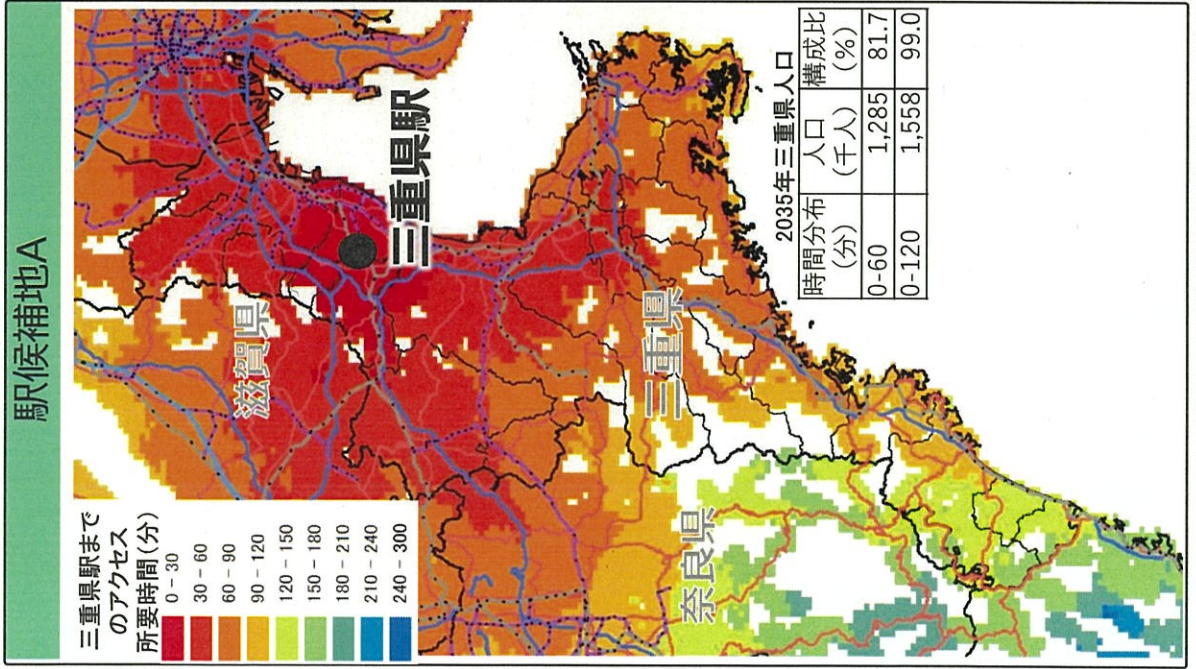 駅候補地A
三重県駅まで
のアクセス
所要時間(分)
0 - 30
30 - 60
60 - 90
90 - 120
120 - 150
150 - 180
180 - 210
210 - 240
240 - 300
滋賀県
三重県駅
三重県
奈良県
2035年三重県人口
時間分布(分) 人口(千人) 構成比(%)
0-60 1,285 81.7
0-120 1,558 99.0